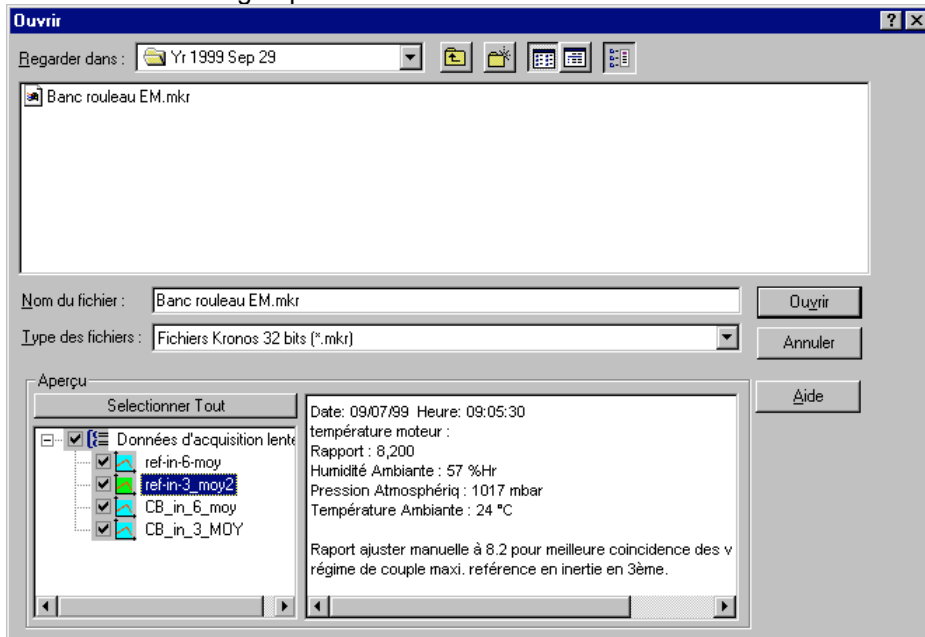 Ouvrir
Regarder dans : Yr 1999 Sep 29
Banc rouleau EM.mkr
Nom du fichier : Banc rouleau EM.mkr Ouvrir
Type des fichiers : Fichiers Kronos 32 bits (*.mkr) Annuler
Aperçu Aide
Selectionner Tout
Données d'acquisition lente
ref-in-6-moy
ref-in-3_moy2
CB_in_6_moy
CB_in_3_MOY
Date: 09/07/99 Heure: 09:05:30
température moteur :
Rapport : 8,200
Humidité Ambiante : 57 %Hr
Pression Atmosphériq : 1017 mbar
Température Ambiante : 24 °C
Raport ajuster manuelle à 8.2 pour meilleure coincidence des v
régime de couple maxi. reférence en inertie en 3ème.